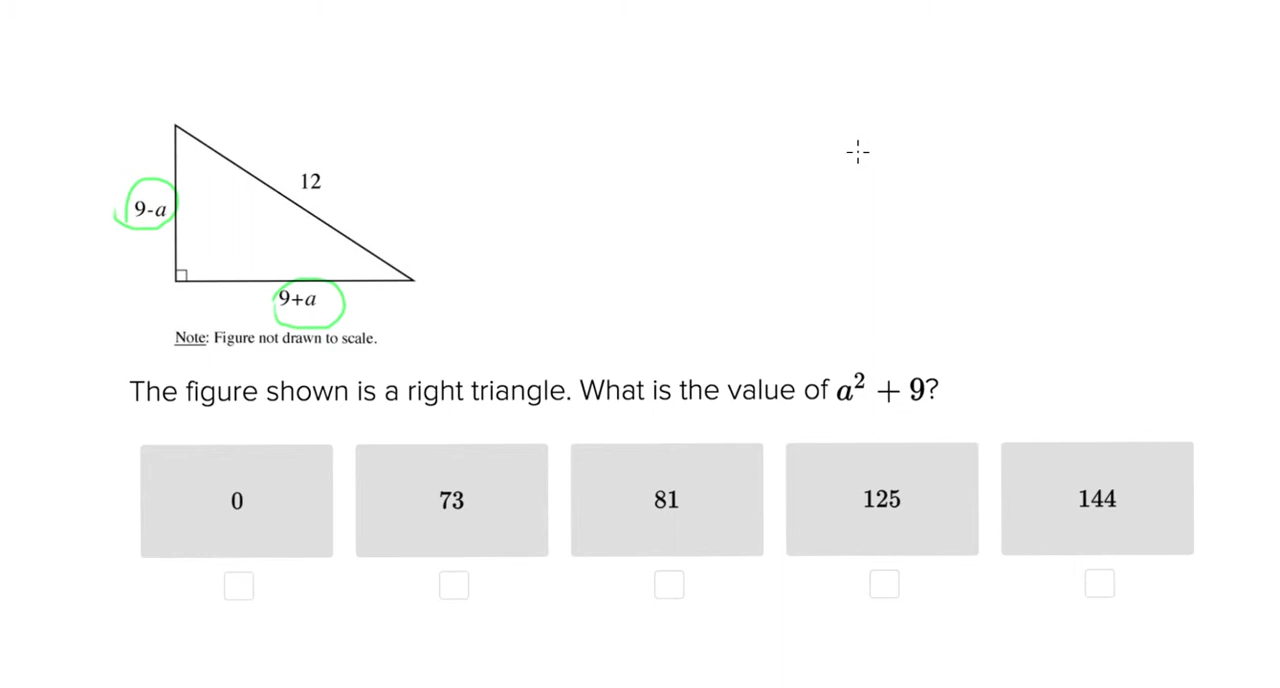 12
9-a
9+a
Note: Figure not drawn to scale.
The figure shown is a right triangle. What is the value of a² + 9?
0 73 81 125 144